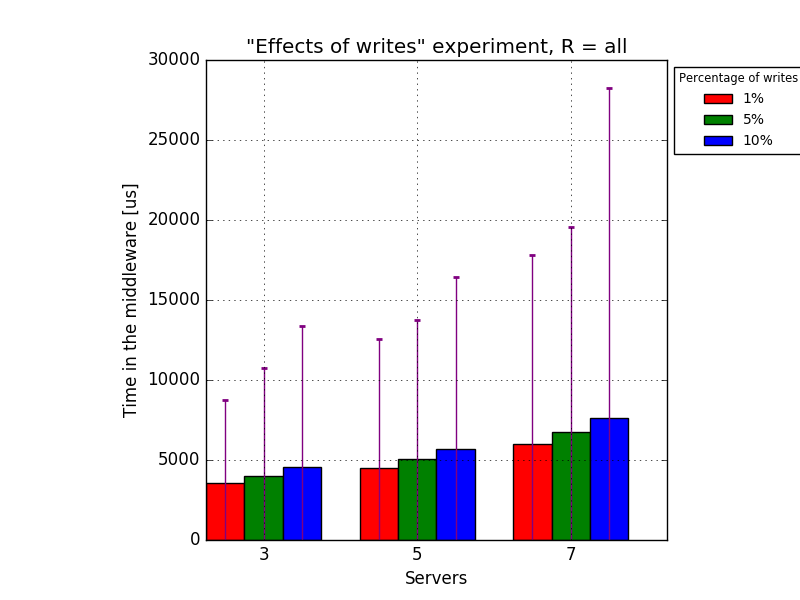 "Effects of writes" experiment, R = all
30000
25000
20000
15000
10000
5000
0
Time in the middleware [us]
3 5 7
Servers
Percentage of writes
1%
5%
10%